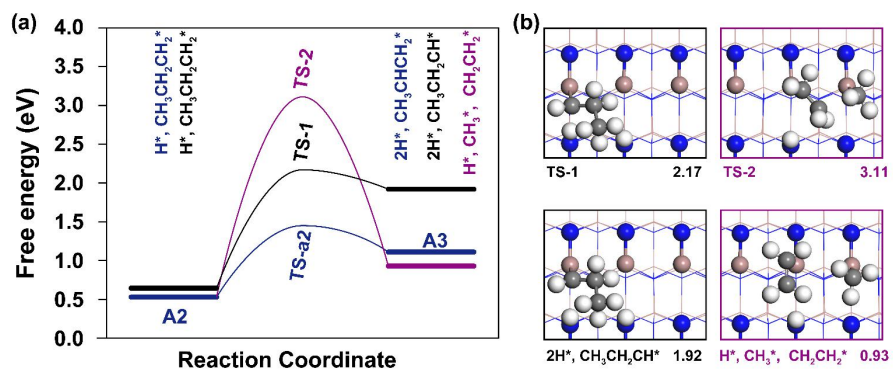 (a)
4.0
3.5
3.0
2.5
2.0
1.5
1.0
0.5
0.0
Free energy (eV)
Reaction Coordinate
H*, CH₃CH₂CH₂*
H*, CH₃CH₂CH₂*
TS-2
TS-1
TS-a2
2H*, CH₃CHCH₂*
2H*, CH₃CH₂CH*
H*, CH₃*, CH₂CH₂*
A2
A3
(b)
TS-1 2.17
TS-2 3.11
2H*, CH₃CH₂CH* 1.92
H*, CH₃*, CH₂CH₂* 0.93